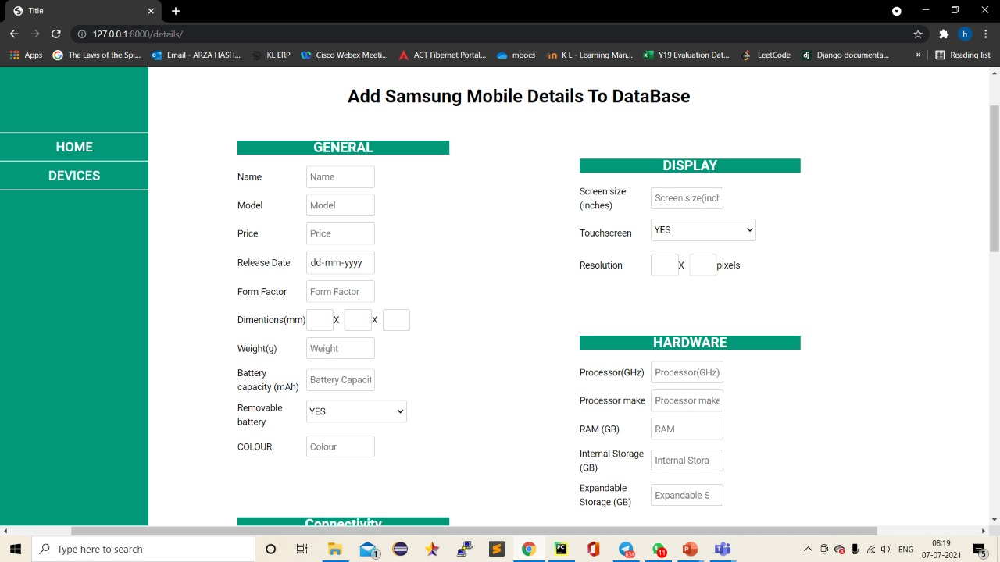 Title
127.0.0.1:8000/details/
h
Apps
The Laws of the Spi...
Email - ARZA HASH...
KL ERP
Cisco Webex Meeti...
ACT Fibernet Portal...
moocs
K L - Learning Man...
Y19 Evaluation Dat...
LeetCode
Django documenta...
»
Reading list
HOME
DEVICES
Add Samsung Mobile Details To DataBase
GENERAL
Name Name
Model Model
Price Price
Release Date dd-mm-yyyy
Form Factor Form Factor
Dimentions(mm) X X
Weight(g) Weight
Battery
capacity (mAh) Battery Capacit
Removable
battery YES
COLOUR Colour
Connectivity
DISPLAY
Screen size
(inches) Screen size(inch
Touchscreen YES
Resolution X pixels
HARDWARE
Processor(GHz) Processor(GHz)
Processor make Processor make
RAM (GB) RAM
Internal Storage
(GB) Internal Stora
Expandable
Storage (GB) Expandable S
Type here to search
1
PC
634
11
ENG
08:19
07-07-2021
5